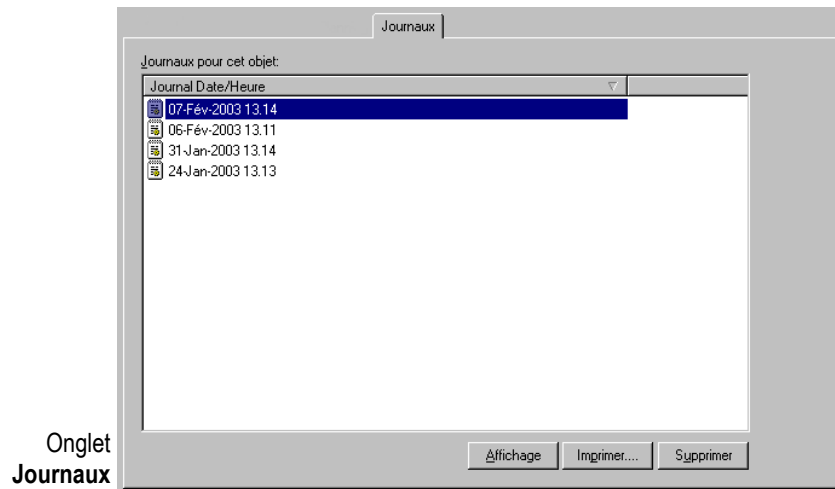 Journaux
Journaux pour cet objet:
Journal Date/Heure
07-Fév-2003 13.14
06-Fév-2003 13.11
31-Jan-2003 13.14
24-Jan-2003 13.13
Affichage Imprimer.... Supprimer
Onglet
Journaux